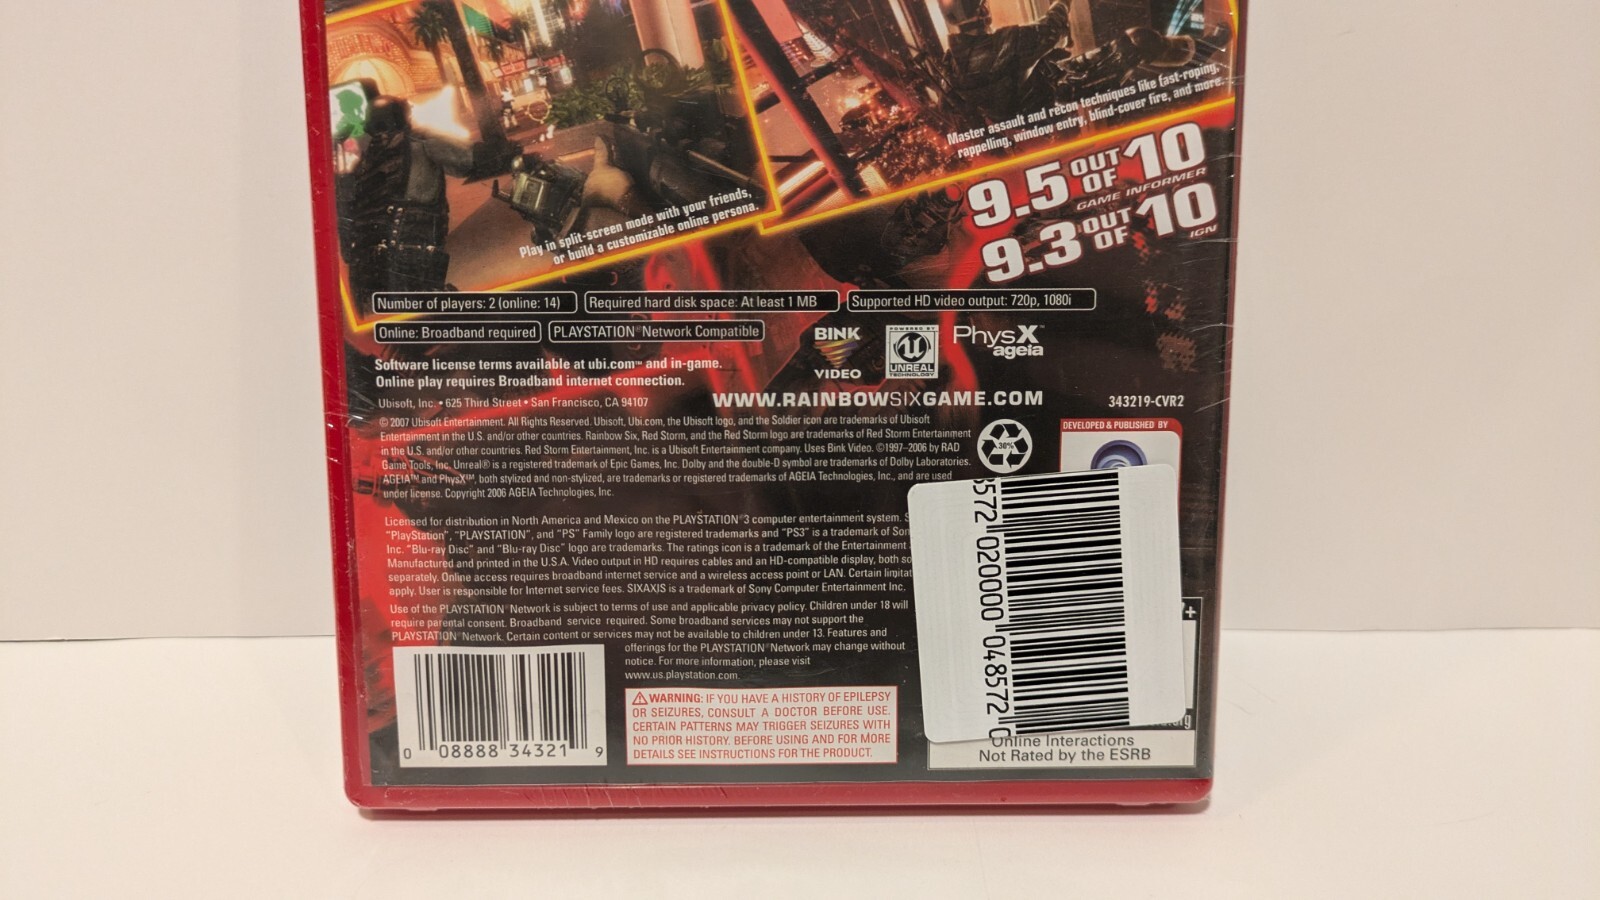 Master assault and recon techniques like fast-roping,
rappelling, window entry, blind-cover fire, and more.
9.5 OUT OF 10
GAME INFORMER
9.3 OUT OF 10
IGN
Play in split-screen mode with your friends,
or build a customizable online persona.
Number of players: 2 (online: 14)
Required hard disk space: At least 1 MB
Supported HD video output: 720p, 1080i
Online: Broadband required
PLAYSTATION®Network Compatible
BINK
VIDEO
POWERED BY
UNREAL
TECHNOLOGY
PhysX™
ageia
Software license terms available at ubi.com℠ and in-game.
Online play requires Broadband internet connection.
Ubisoft, Inc. • 625 Third Street • San Francisco, CA 94107
WWW.RAINBOWSIXGAME.COM
343219-CVR2
© 2007 Ubisoft Entertainment. All Rights Reserved. Ubisoft, Ubi.com, the Ubisoft logo, and the Soldier icon are trademarks of Ubisoft
Entertainment in the U.S. and/or other countries. Rainbow Six, Red Storm, and the Red Storm logo are trademarks of Red Storm Entertainment
in the U.S. and/or other countries. Red Storm Entertainment, Inc. is a Ubisoft Entertainment company. Uses Bink Video. ©1997–2006 by RAD
Game Tools, Inc. Unreal® is a registered trademark of Epic Games, Inc. Dolby and the double-D symbol are trademarks of Dolby Laboratories.
AGEIA™ and PhysX™, both stylized and non-stylized, are trademarks or registered trademarks of AGEIA Technologies, Inc., and are used
under license. Copyright 2006 AGEIA Technologies, Inc.
36%
DEVELOPED & PUBLISHED BY
Licensed for distribution in North America and Mexico on the PLAYSTATION®3 computer entertainment system.
"PlayStation", "PLAYSTATION", and "PS" Family logo are registered trademarks and "PS3" is a trademark of
Inc. "Blu-ray Disc" and "Blu-ray Disc" logo are trademarks. The ratings icon is a trademark of the Entertainment
Manufactured and printed in the U.S.A. Video output in HD requires cables and an HD-compatible display, both
separately. Online access requires broadband internet service and a wireless access point or LAN. Certain
apply. User is responsible for Internet service fees. SIXAXIS is a trademark of Sony Computer Entertainment Inc.
Use of the PLAYSTATION®Network is subject to terms of use and applicable privacy policy. Children under 18 will
require parental consent. Broadband service required. Some broadband services may not support the
PLAYSTATION®Network. Certain content or services may not be available to children under 13. Features and
offerings for the PLAYSTATION®Network may change without
notice. For more information, please visit
www.us.playstation.com.
WARNING: IF YOU HAVE A HISTORY OF EPILEPSY
OR SEIZURES, CONSULT A DOCTOR BEFORE USE.
CERTAIN PATTERNS MAY TRIGGER SEIZURES WITH
NO PRIOR HISTORY. BEFORE USING AND FOR MORE
DETAILS SEE INSTRUCTIONS FOR THE PRODUCT.
0 08888 34321 9
8572 020000 048572 0
Online Interactions
Not Rated by the ESRB